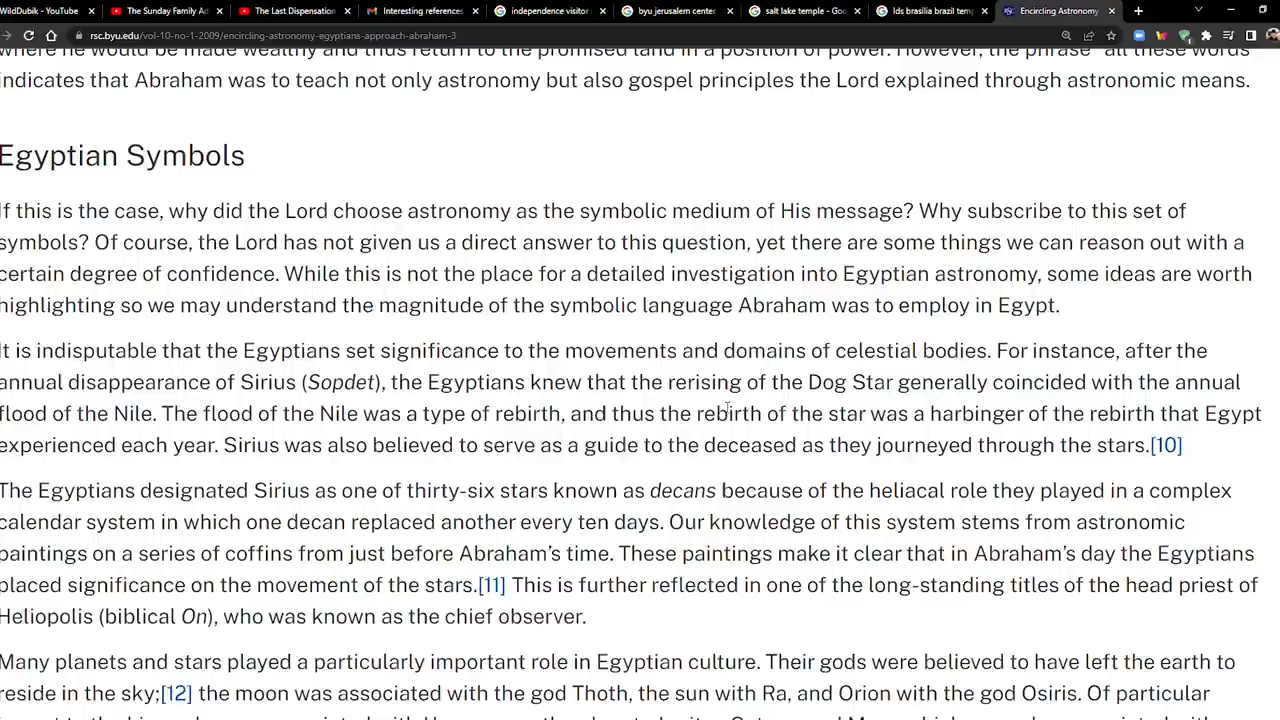 WildDubik - YouTube
The Sunday Family Ad
The Last Dispensation
Interesting references
independence visitor
byu jerusalem center
salt lake temple - Goo
lds brasilia brazil tem
Encircling Astronomy
rsc.byu.edu/vol-10-no-1-2009/encircling-astronomy-egyptians-approach-abraham-3
where he would be made wealthy and thus return to the promised land in a position of power. However, the phrase "all these words"
indicates that Abraham was to teach not only astronomy but also gospel principles the Lord explained through astronomic means.
Egyptian Symbols
If this is the case, why did the Lord choose astronomy as the symbolic medium of His message? Why subscribe to this set of
symbols? Of course, the Lord has not given us a direct answer to this question, yet there are some things we can reason out with a
certain degree of confidence. While this is not the place for a detailed investigation into Egyptian astronomy, some ideas are worth
highlighting so we may understand the magnitude of the symbolic language Abraham was to employ in Egypt.
It is indisputable that the Egyptians set significance to the movements and domains of celestial bodies. For instance, after the
annual disappearance of Sirius (Sopdet), the Egyptians knew that the rerising of the Dog Star generally coincided with the annual
flood of the Nile. The flood of the Nile was a type of rebirth, and thus the rebirth of the star was a harbinger of the rebirth that Egypt
experienced each year. Sirius was also believed to serve as a guide to the deceased as they journeyed through the stars.[10]
The Egyptians designated Sirius as one of thirty-six stars known as decans because of the heliacal role they played in a complex
calendar system in which one decan replaced another every ten days. Our knowledge of this system stems from astronomic
paintings on a series of coffins from just before Abraham's time. These paintings make it clear that in Abraham's day the Egyptians
placed significance on the movement of the stars.[11] This is further reflected in one of the long-standing titles of the head priest of
Heliopolis (biblical On), who was known as the chief observer.
Many planets and stars played a particularly important role in Egyptian culture. Their gods were believed to have left the earth to
reside in the sky;[12] the moon was associated with the god Thoth, the sun with Ra, and Orion with the god Osiris. Of particular